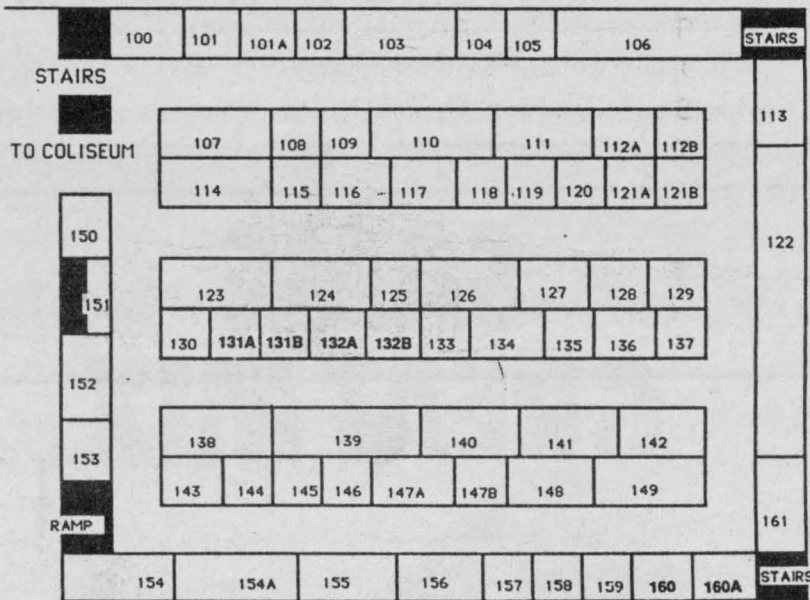 100 101 101A 102 103 104 105 106 STAIRS
STAIRS
113
TO COLISEUM
107 108 109 110 111 112A 112B
114 115 116 117 118 119 120 121A 121B
150
122
151
123 124 125 126 127 128 129
130 131A 131B 132A 132B 133 134 135 136 137
152
153
138 139 140 141 142
143 144 145 146 147A 147B 148 149
RAMP
161
154 154A 155 156 157 158 159 160 160A STAIRS